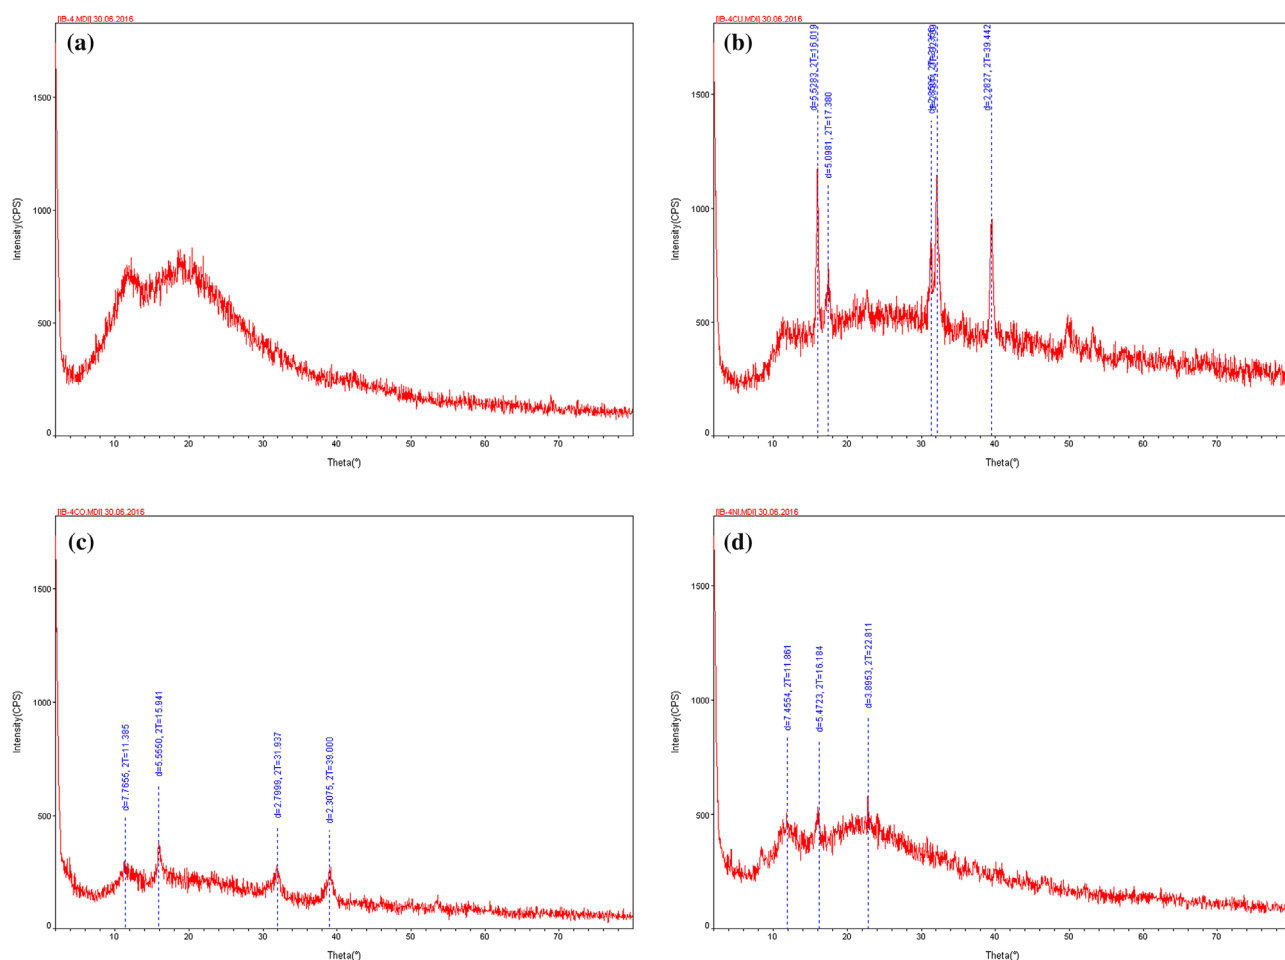 [IB-4.MDI] 30.06.2016
(a)
Intensity(CPS)
1500
1000
500
0
10 20 30 40 50 60 70
Theta(°)
[IB-4CU.MDI] 30.06.2016
(b)
d=5.5283, 2T=16.019
d=5.0981, 2T=17.380
d=2.2827, 2T=39.442
Intensity(CPS)
1500
1000
500
0
10 20 30 40 50 60 70
Theta(°)
[IB-4CO.MDI] 30.06.2016
(c)
d=7.7655, 2T=11.385
d=5.5550, 2T=15.941
d=2.7999, 2T=31.937
d=2.3075, 2T=39.000
Intensity(CPS)
1500
1000
500
0
10 20 30 40 50 60 70
Theta(°)
[IB-4NI.MDI] 30.06.2016
(d)
d=7.4554, 2T=11.861
d=5.4723, 2T=16.184
d=3.8953, 2T=22.811
Intensity(CPS)
1500
1000
500
0
10 20 30 40 50 60 70
Theta(°)